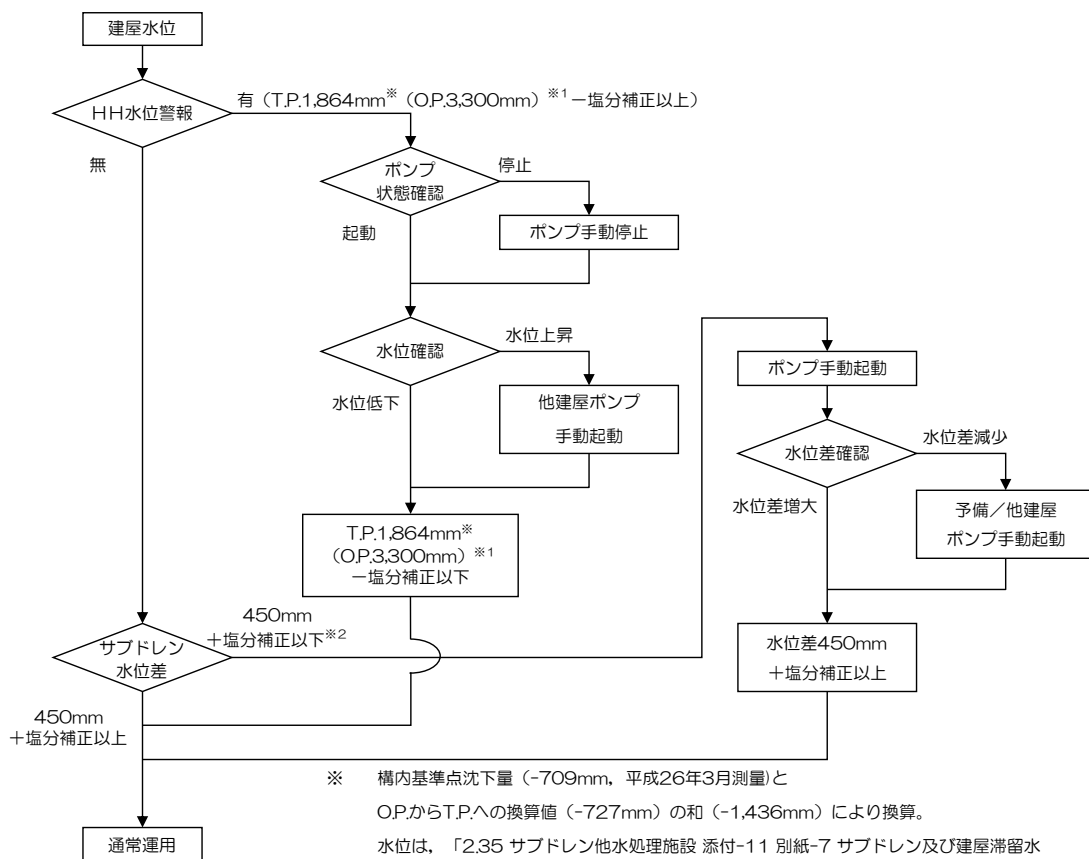 建屋水位
HH水位警報
有（T.P.1,864mm※（O.P.3,300mm）※1－塩分補正以上）
無
ポンプ
状態確認
停止
ポンプ手動停止
起動
水位確認
水位上昇
水位低下
他建屋ポンプ
手動起動
ポンプ手動起動
水位差確認
水位差減少
水位差増大
予備／他建屋
ポンプ手動起動
T.P.1,864mm※
（O.P.3,300mm）※1
－塩分補正以下
450mm
＋塩分補正以下※2
サブドレン
水位差
水位差450mm
＋塩分補正以上
450mm
＋塩分補正以上
通常運用
※ 構内基準点沈下量（-709mm，平成26年3月測量)と
O.P.からT.P.への換算値（-727mm）の和（-1,436mm）により換算。
水位は，「2.35 サブドレン他水処理施設 添付-11 別紙-7 サブドレン及び建屋滞留水